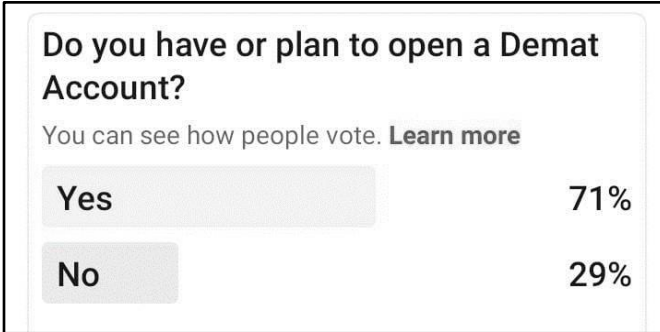 Do you have or plan to open a Demat
Account?
You can see how people vote. Learn more
Yes 71%
No 29%